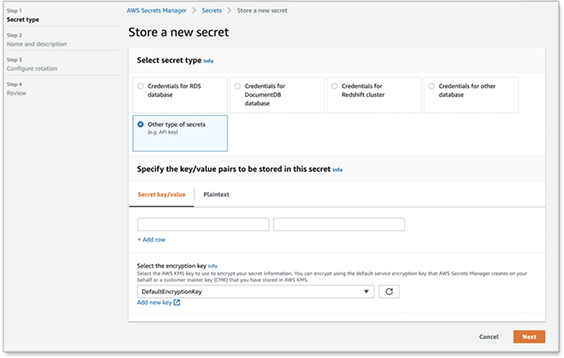 Step 1
Secret type
Step 2
Name and description
Step 3
Configure rotation
Step 4
Review
AWS Secrets Manager > Secrets > Store a new secret
Store a new secret
Select secret type Info
Credentials for RDS
database
Credentials for
DocumentDB
database
Credentials for
Redshift cluster
Credentials for other
database
Other type of secrets
(e.g. API key)
Specify the key/value pairs to be stored in this secret Info
Secret key/value
Plaintext
+ Add row
Select the encryption key Info
Select the AWS KMS key to use to encrypt your secret information. You can encrypt using the default service encryption key that AWS Secrets Manager creates on your
behalf or a customer master key (CMK) that you have stored in AWS KMS.
DefaultEncryptionKey
Add new key
Cancel
Next